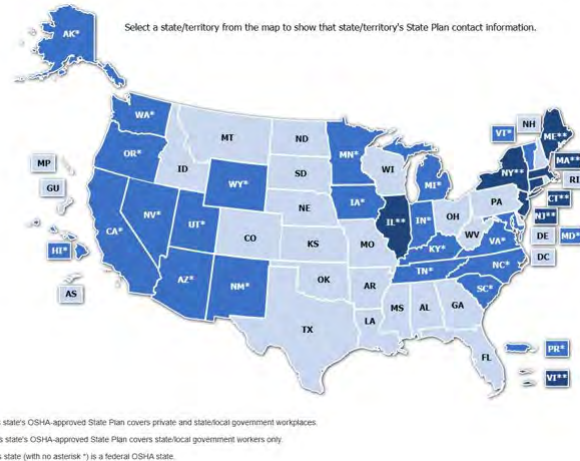 Select a state/territory from the map to show that state/territory's State Plan contact information.
AK*
WA*
OR*
CA*
NV*
ID
MT
WY*
UT*
AZ*
NM*
CO
ND
SD
NE
KS
OK
TX
MN*
IA*
MO
AR
LA
WI
IL**
MI*
IN*
OH
KY*
TN*
MS
AL
GA
FL
SC*
NC*
VA*
WV
PA
NY**
VI*
NH
ME**
MA**
RI
CT**
NJ**
DE
MD*
DC
MP
GU
HI*
AS
PR*
VI**
s state's OSHA-approved State Plan covers private and state/local government workplaces.
s state's OSHA-approved State Plan covers state/local government workers only.
s state (with no asterisk *) is a federal OSHA state.